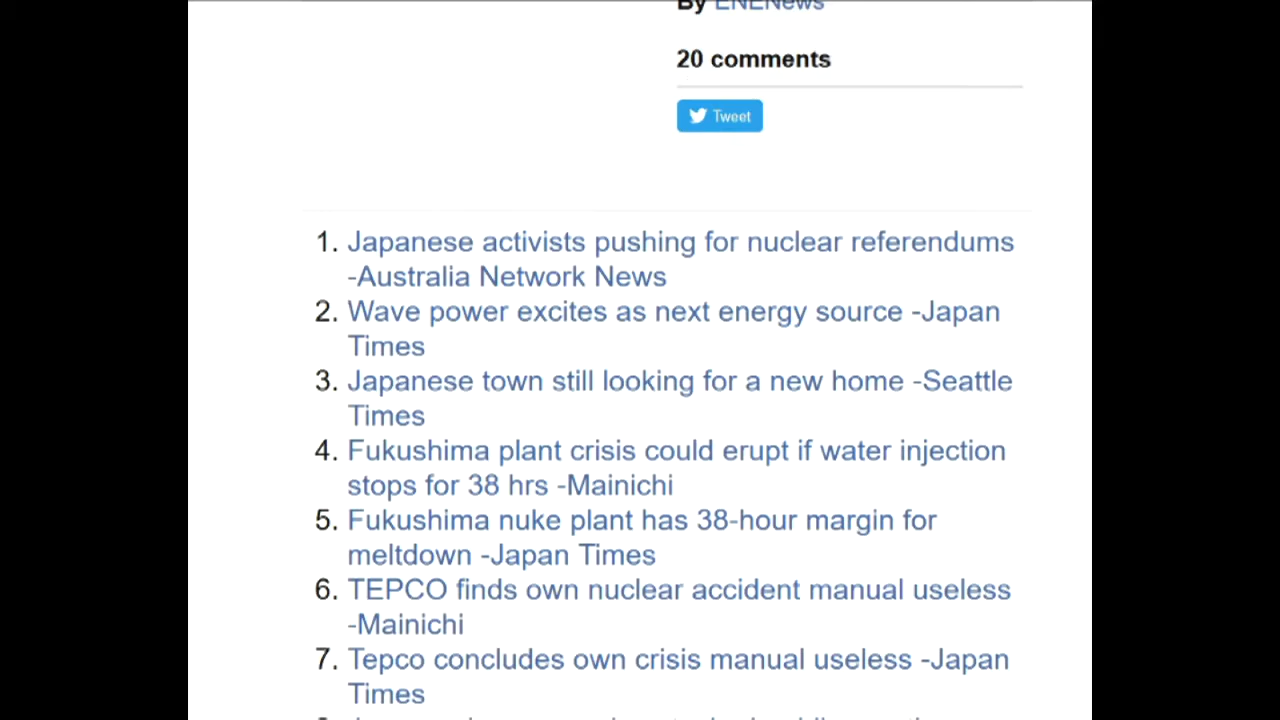 By ENENews
20 comments
Tweet
1. Japanese activists pushing for nuclear referendums
-Australia Network News
2. Wave power excites as next energy source -Japan
Times
3. Japanese town still looking for a new home -Seattle
Times
4. Fukushima plant crisis could erupt if water injection
stops for 38 hrs -Mainichi
5. Fukushima nuke plant has 38-hour margin for
meltdown -Japan Times
6. TEPCO finds own nuclear accident manual useless
-Mainichi
7. Tepco concludes own crisis manual useless -Japan
Times